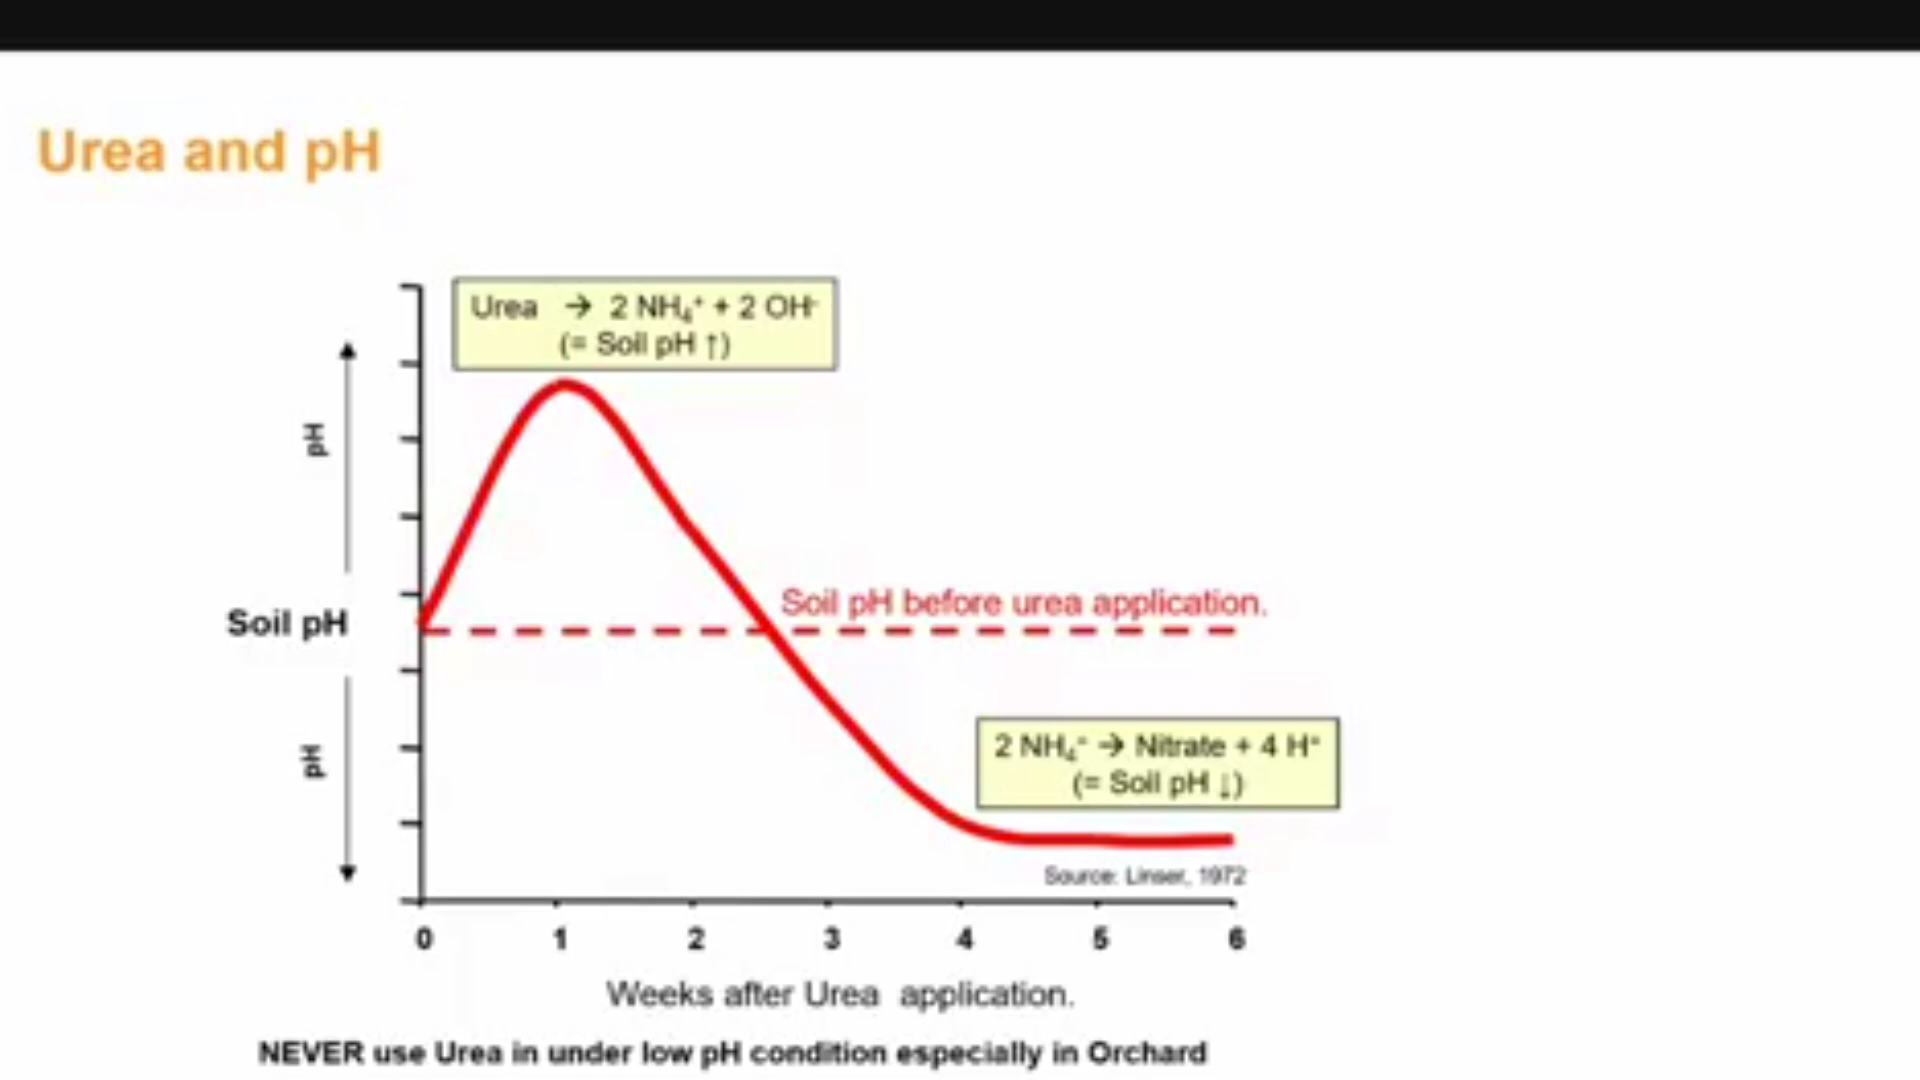 Urea and pH
Urea → 2 NH₄⁺ + 2 OH⁻
(= Soil pH ↑)
pH
Soil pH before urea application.
Soil pH
2 NH₄⁺ → Nitrate + 4 H⁺
(= Soil pH ↓)
pH
Source: Linser, 1972
0 1 2 3 4 5 6
Weeks after Urea application.
NEVER use Urea in under low pH condition especially in Orchard